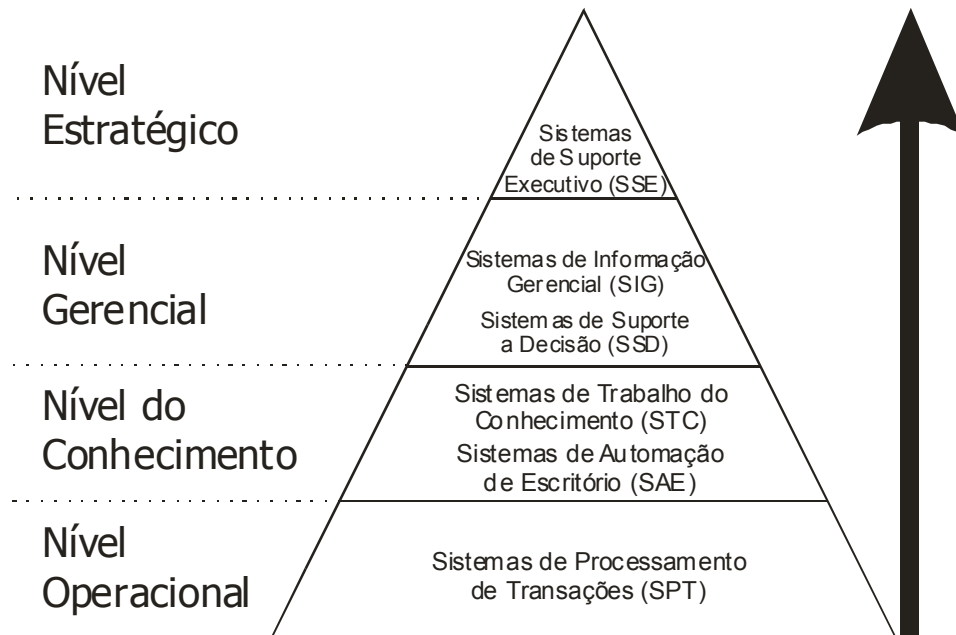 Nível
Estratégico
Sistemas
de Suporte
Executivo (SSE)
Nível
Gerencial
Sistemas de Informação
Gerencial (SIG)
Sistemas de Suporte
a Decisão (SSD)
Nível do
Conhecimento
Sistemas de Trabalho do
Conhecimento (STC)
Sistemas de Automação
de Escritório (SAE)
Nível
Operacional
Sistemas de Processamento
de Transações (SPT)